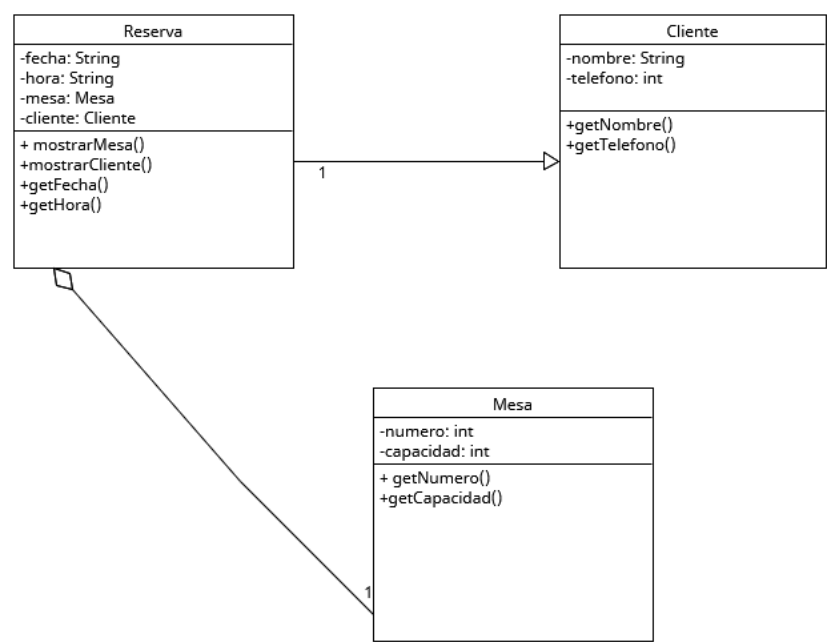 Reserva
-fecha: String
-hora: String
-mesa: Mesa
-cliente: Cliente
+ mostrarMesa()
+mostrarCliente()
+getFecha()
+getHora()
1
Cliente
-nombre: String
-telefono: int
+getNombre()
+getTelefono()
Mesa
-numero: int
-capacidad: int
+ getNumero()
+getCapacidad()
1